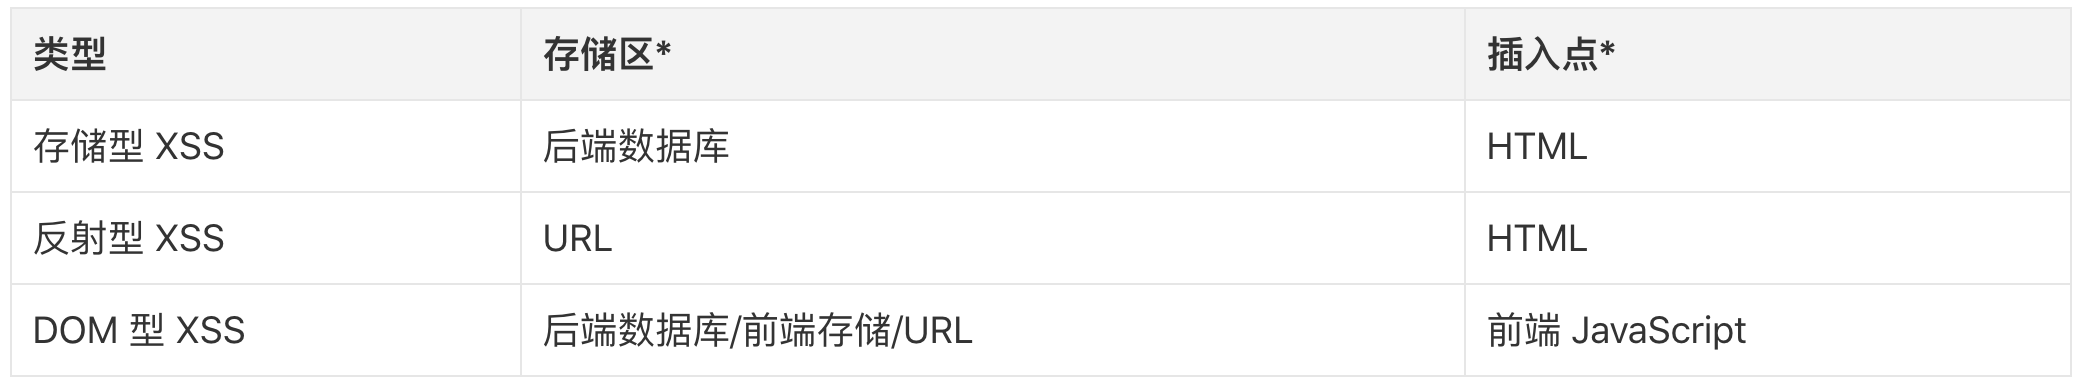 类型 存储区* 插入点*
存储型 XSS 后端数据库 HTML
反射型 XSS URL HTML
DOM 型 XSS 后端数据库/前端存储/URL 前端 JavaScript